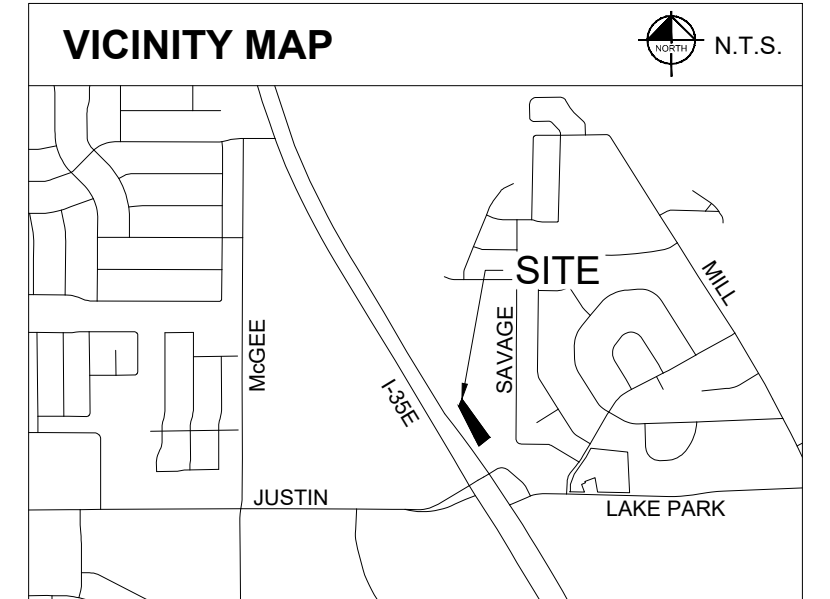 VICINITY MAP
NORTH
N.T.S.
SITE
MILL
SAVAGE
McGEE
I-35E
JUSTIN
LAKE PARK